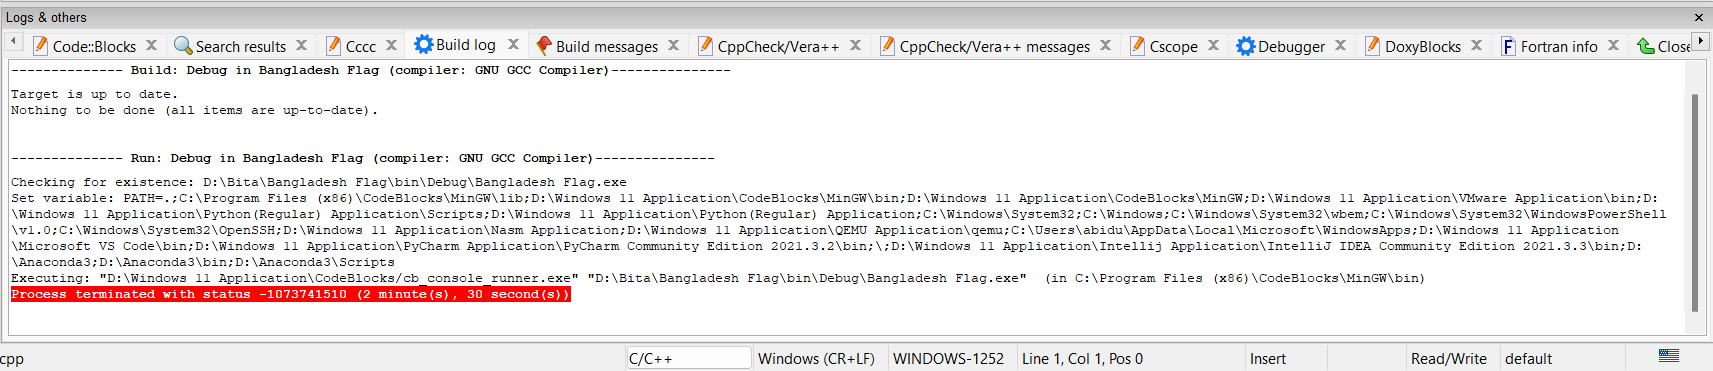 Logs & others
Code::Blocks Search results Cccc Build log Build messages CppCheck/Vera++ CppCheck/Vera++ messages Cscope Debugger DoxyBlocks Fortran info Close
-------------- Build: Debug in Bangladesh Flag (compiler: GNU GCC Compiler)---------------
Target is up to date.
Nothing to be done (all items are up-to-date).
-------------- Run: Debug in Bangladesh Flag (compiler: GNU GCC Compiler)---------------
Checking for existence: D:\Bita\Bangladesh Flag\bin\Debug\Bangladesh Flag.exe
Set variable: PATH=.;C:\Program Files (x86)\CodeBlocks\MinGW\lib;D:\Windows 11 Application\CodeBlocks\MinGW\bin;D:\Windows 11 Application\CodeBlocks\MinGW;D:\Windows 11 Application\VMware Application\bin;D:
\Windows 11 Application\Python(Regular) Application\Scripts;D:\Windows 11 Application\Python(Regular) Application;C:\Windows\System32;C:\Windows;C:\Windows\System32\wbem;C:\Windows\System32\WindowsPowerShell
\v1.0;C:\Windows\System32\OpenSSH;D:\Windows 11 Application\Nasm Application;D:\Windows 11 Application\QEMU Application\qemu;C:\Users\abidu\AppData\Local\Microsoft\WindowsApps;D:\Windows 11 Application
\Microsoft VS Code\bin;D:\Windows 11 Application\PyCharm Application\PyCharm Community Edition 2021.3.2\bin;\;D:\Windows 11 Application\Intellij Application\IntelliJ IDEA Community Edition 2021.3.3\bin;D:
\Anaconda3;D:\Anaconda3\bin;D:\Anaconda3\Scripts
Executing: "D:\Windows 11 Application\CodeBlocks/cb_console_runner.exe" "D:\Bita\Bangladesh Flag\bin\Debug\Bangladesh Flag.exe"  (in C:\Program Files (x86)\CodeBlocks\MinGW\bin)
Process terminated with status -1073741510 (2 minute(s), 30 second(s))
cpp C/C++ Windows (CR+LF) WINDOWS-1252 Line 1, Col 1, Pos 0 Insert Read/Write default